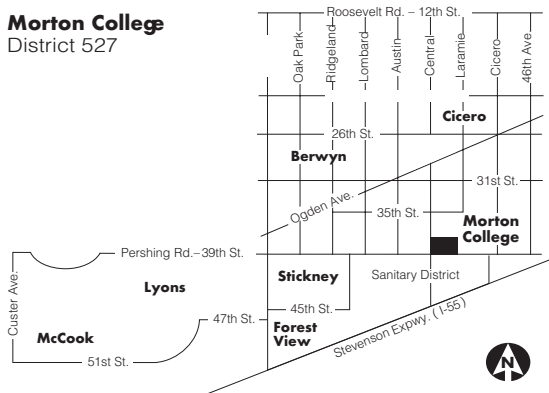 Morton College
District 527
Roosevelt Rd. – 12th St.
Oak Park
Ridgeland
Lombard
Austin
Central
Laramie
Cicero
46th Ave.
Cicero
26th St.
Berwyn
31st St.
Ogden Ave.
35th St.
Morton
College
Pershing Rd.–39th St.
Stickney
Sanitary District
Custer Ave.
Lyons
45th St.
47th St.
Forest
View
Stevenson Expwy. ( I-55)
McCook
51st St.
N